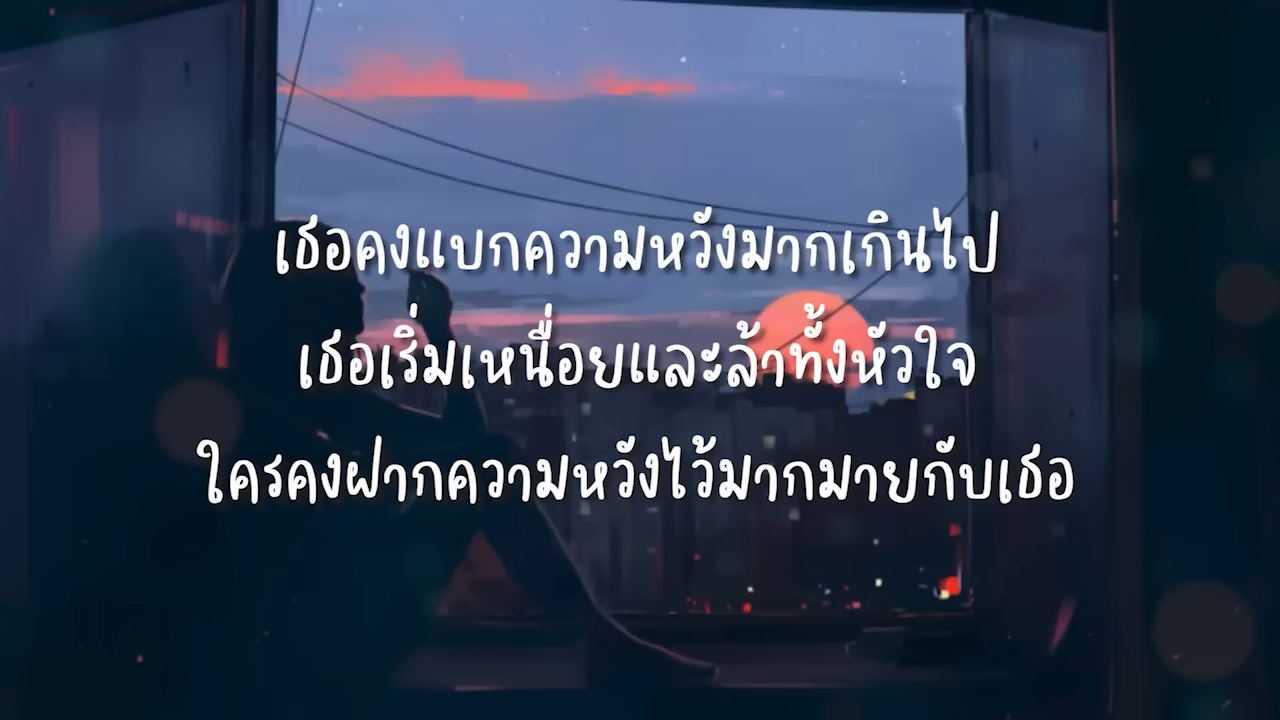 เธอคงแบกความหวังมากเกินไป
เธอเริ่มเหนื่อยและล้าทั้งหัวใจ
ใครคงฝากความหวังไว้มากมายกับเธอ